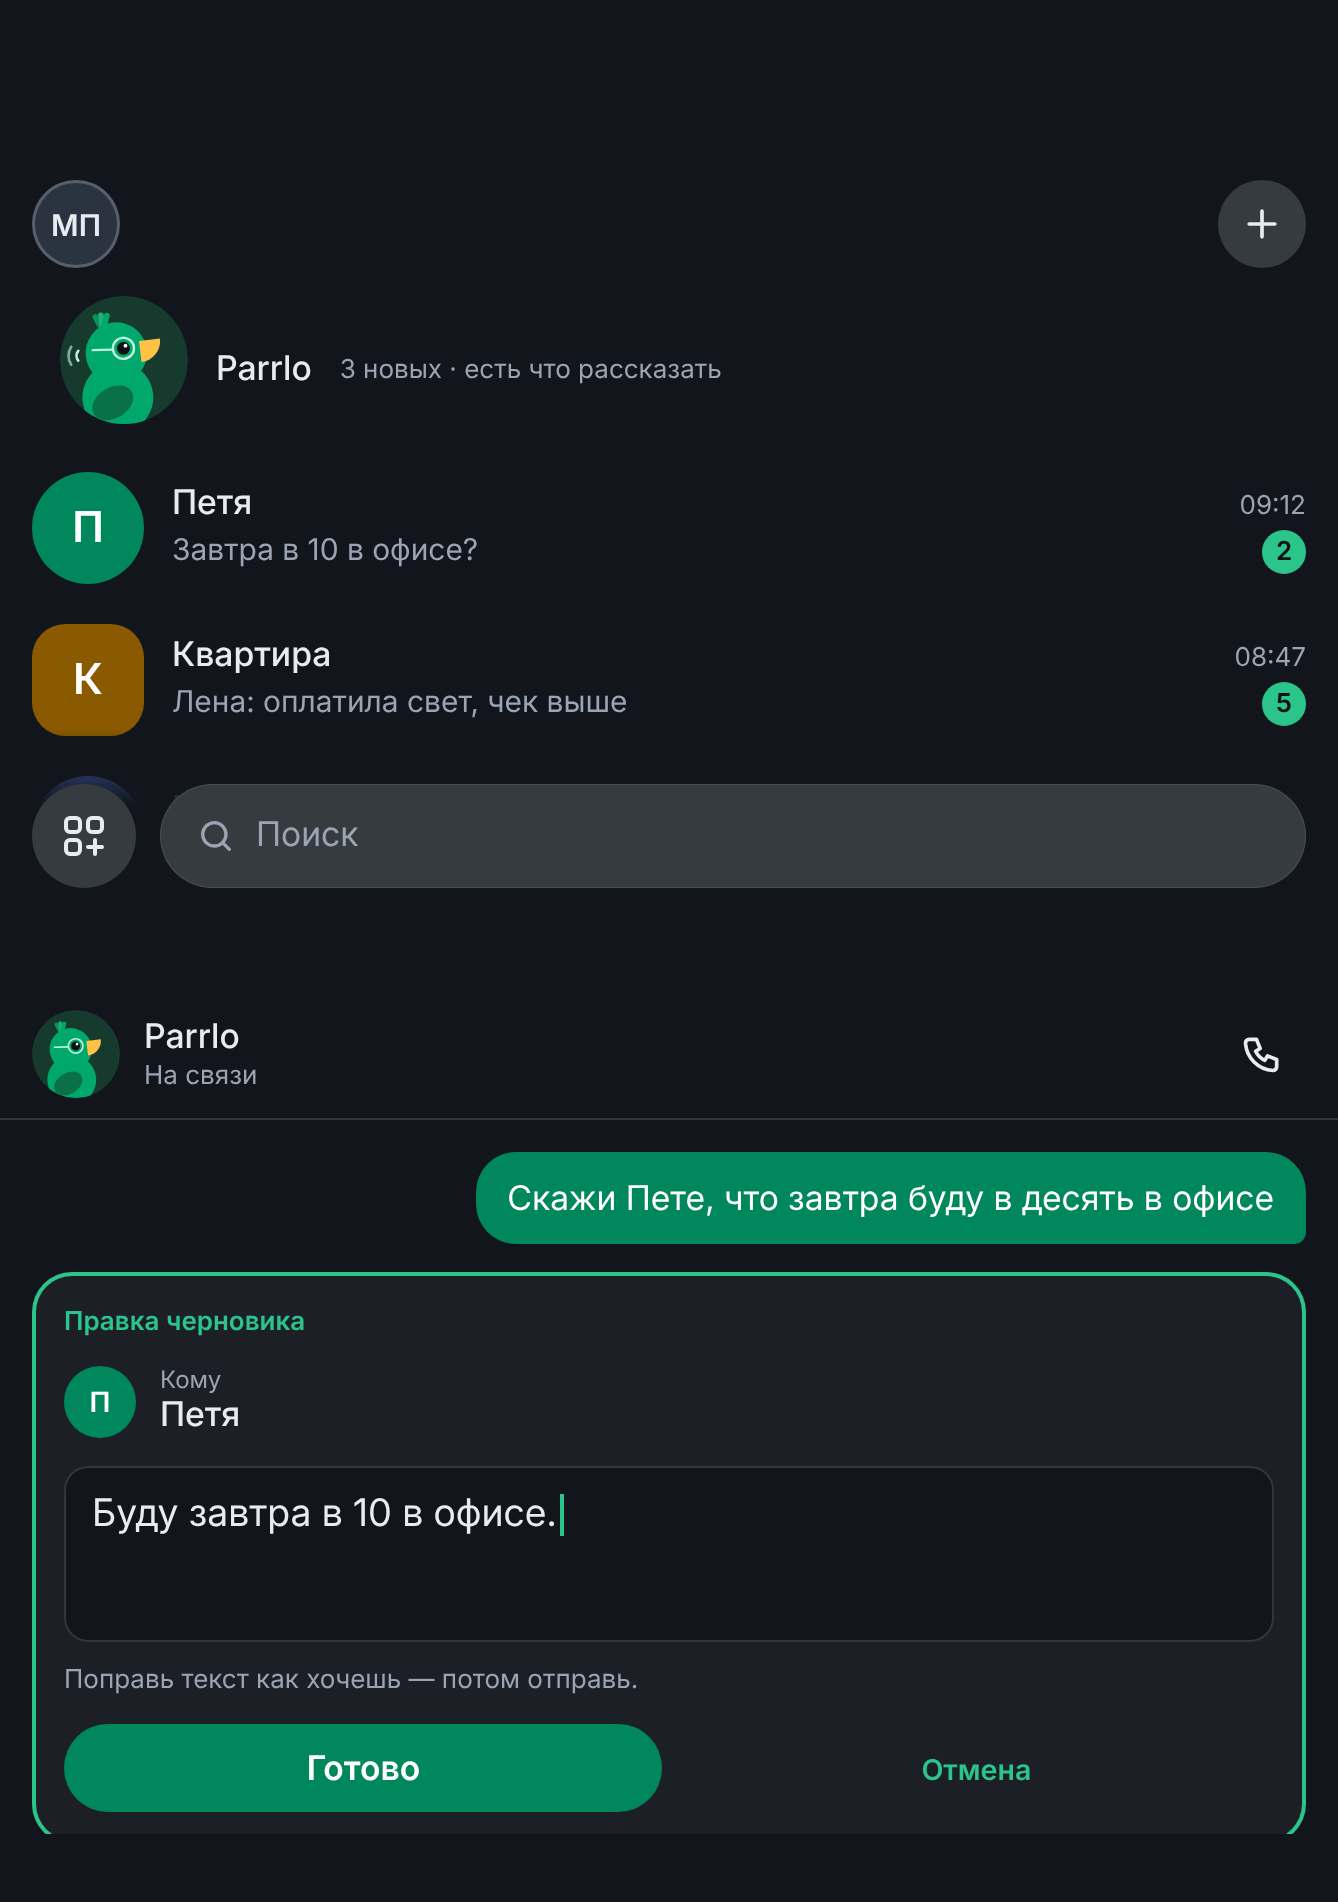 МП
Parrlo 3 новых · есть что рассказать
П
Петя 09:12
Завтра в 10 в офисе? 2
К
Квартира 08:47
Лена: оплатила свет, чек выше 5
Поиск
Parrlo
На связи
Скажи Пете, что завтра буду в десять в офисе
Правка черновика
П
Кому
Петя
Буду завтра в 10 в офисе.
Поправь текст как хочешь — потом отправь.
Готово Отмена